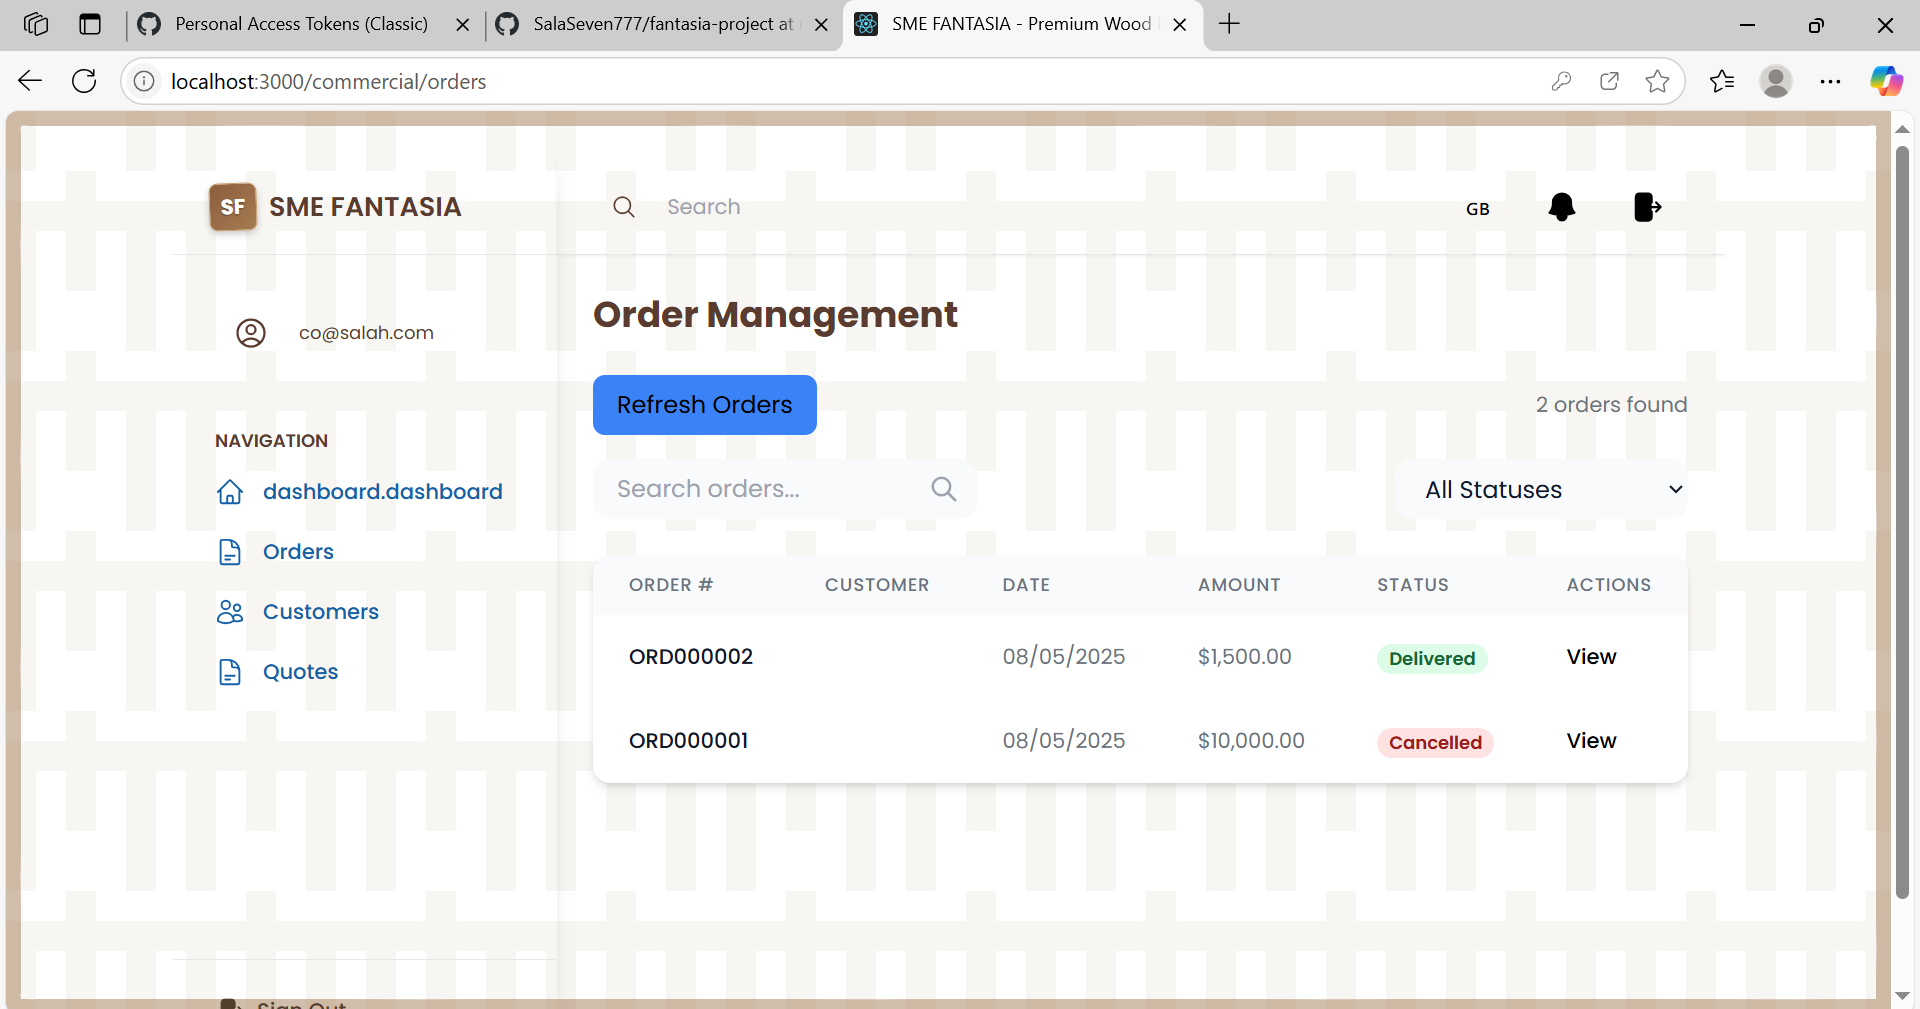 Personal Access Tokens (Classic)
SalaSeven777/fantasia-project at
SME FANTASIA - Premium Wood
localhost:3000/commercial/orders
SF
SME FANTASIA
Search
GB
co@salah.com
Order Management
Refresh Orders
2 orders found
NAVIGATION
dashboard.dashboard
Orders
Customers
Quotes
Search orders...
All Statuses
ORDER # CUSTOMER DATE AMOUNT STATUS ACTIONS
ORD000002 08/05/2025 $1,500.00 Delivered View
ORD000001 08/05/2025 $10,000.00 Cancelled View
Sign Out